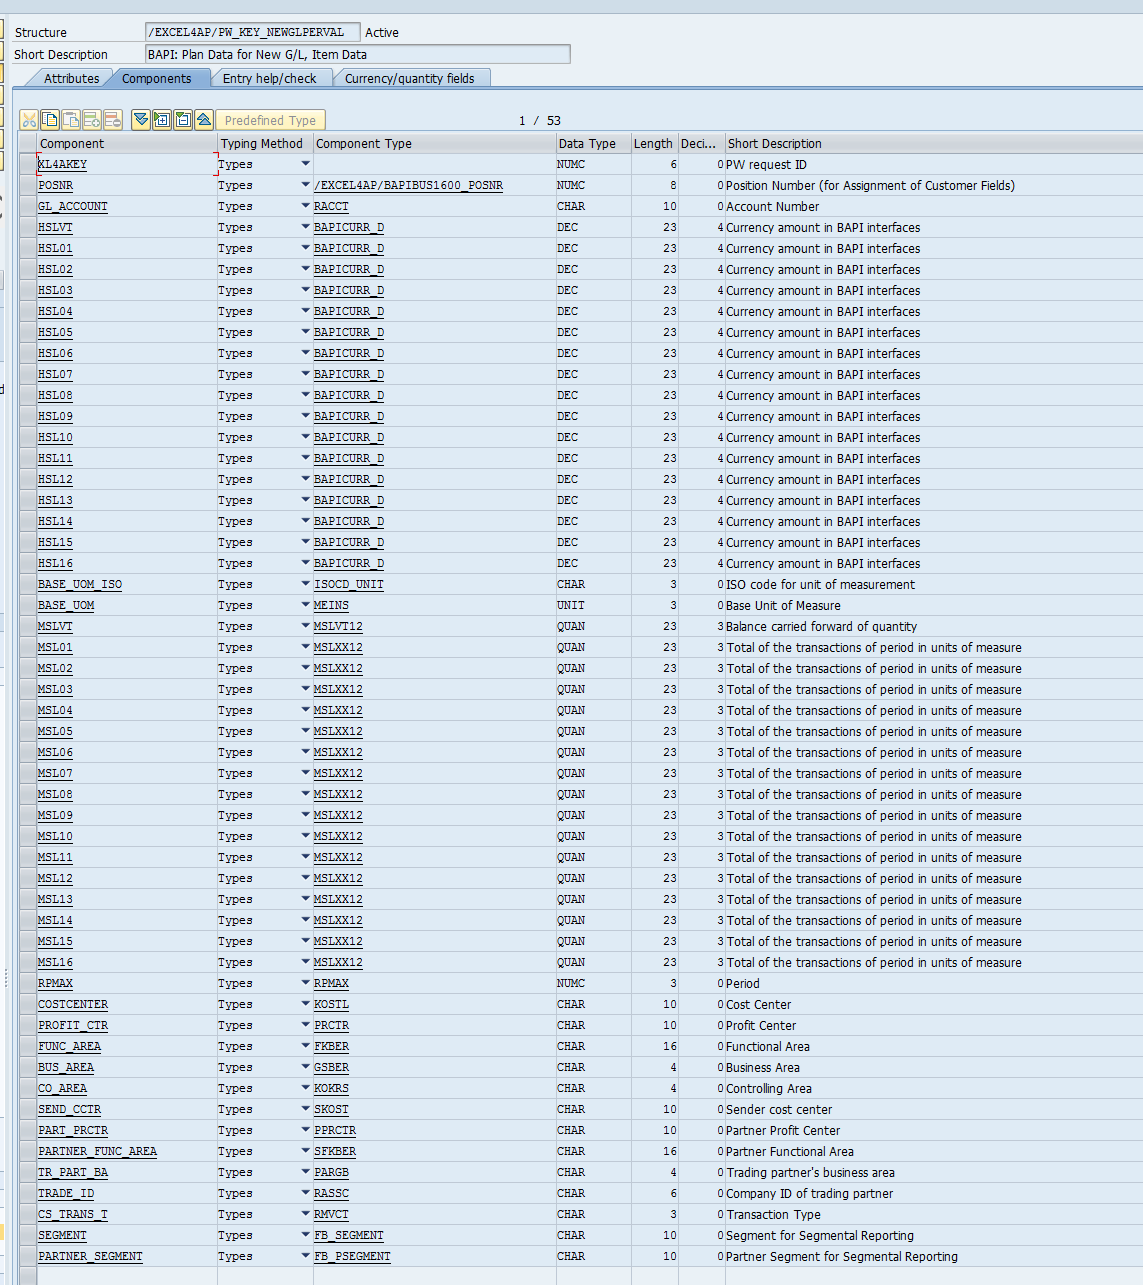 Structure /EXCEL4AP/PW_KEY_NEWGLPERVAL Active
Short Description BAPI: Plan Data for New G/L, Item Data
Attributes Components Entry help/check Currency/quantity fields
Predefined Type 1 / 53
Component Typing Method Component Type Data Type Length Deci... Short Description
XL4AKEY Types NUMC 6 0 PW request ID
POSNR Types /EXCEL4AP/BAPIBUS1600_POSNR NUMC 8 0 Position Number (for Assignment of Customer Fields)
GL_ACCOUNT Types RACCT CHAR 10 0 Account Number
HSLVT Types BAPICURR_D DEC 23 4 Currency amount in BAPI interfaces
HSL01 Types BAPICURR_D DEC 23 4 Currency amount in BAPI interfaces
HSL02 Types BAPICURR_D DEC 23 4 Currency amount in BAPI interfaces
HSL03 Types BAPICURR_D DEC 23 4 Currency amount in BAPI interfaces
HSL04 Types BAPICURR_D DEC 23 4 Currency amount in BAPI interfaces
HSL05 Types BAPICURR_D DEC 23 4 Currency amount in BAPI interfaces
HSL06 Types BAPICURR_D DEC 23 4 Currency amount in BAPI interfaces
HSL07 Types BAPICURR_D DEC 23 4 Currency amount in BAPI interfaces
HSL08 Types BAPICURR_D DEC 23 4 Currency amount in BAPI interfaces
HSL09 Types BAPICURR_D DEC 23 4 Currency amount in BAPI interfaces
HSL10 Types BAPICURR_D DEC 23 4 Currency amount in BAPI interfaces
HSL11 Types BAPICURR_D DEC 23 4 Currency amount in BAPI interfaces
HSL12 Types BAPICURR_D DEC 23 4 Currency amount in BAPI interfaces
HSL13 Types BAPICURR_D DEC 23 4 Currency amount in BAPI interfaces
HSL14 Types BAPICURR_D DEC 23 4 Currency amount in BAPI interfaces
HSL15 Types BAPICURR_D DEC 23 4 Currency amount in BAPI interfaces
HSL16 Types BAPICURR_D DEC 23 4 Currency amount in BAPI interfaces
BASE_UOM_ISO Types ISOCD_UNIT CHAR 3 0 ISO code for unit of measurement
BASE_UOM Types MEINS UNIT 3 0 Base Unit of Measure
MSLVT Types MSLVT12 QUAN 23 3 Balance carried forward of quantity
MSL01 Types MSLXX12 QUAN 23 3 Total of the transactions of period in units of measure
MSL02 Types MSLXX12 QUAN 23 3 Total of the transactions of period in units of measure
MSL03 Types MSLXX12 QUAN 23 3 Total of the transactions of period in units of measure
MSL04 Types MSLXX12 QUAN 23 3 Total of the transactions of period in units of measure
MSL05 Types MSLXX12 QUAN 23 3 Total of the transactions of period in units of measure
MSL06 Types MSLXX12 QUAN 23 3 Total of the transactions of period in units of measure
MSL07 Types MSLXX12 QUAN 23 3 Total of the transactions of period in units of measure
MSL08 Types MSLXX12 QUAN 23 3 Total of the transactions of period in units of measure
MSL09 Types MSLXX12 QUAN 23 3 Total of the transactions of period in units of measure
MSL10 Types MSLXX12 QUAN 23 3 Total of the transactions of period in units of measure
MSL11 Types MSLXX12 QUAN 23 3 Total of the transactions of period in units of measure
MSL12 Types MSLXX12 QUAN 23 3 Total of the transactions of period in units of measure
MSL13 Types MSLXX12 QUAN 23 3 Total of the transactions of period in units of measure
MSL14 Types MSLXX12 QUAN 23 3 Total of the transactions of period in units of measure
MSL15 Types MSLXX12 QUAN 23 3 Total of the transactions of period in units of measure
MSL16 Types MSLXX12 QUAN 23 3 Total of the transactions of period in units of measure
RPMAX Types RPMAX NUMC 3 0 Period
COSTCENTER Types KOSTL CHAR 10 0 Cost Center
PROFIT_CTR Types PRCTR CHAR 10 0 Profit Center
FUNC_AREA Types FKBER CHAR 16 0 Functional Area
BUS_AREA Types GSBER CHAR 4 0 Business Area
CO_AREA Types KOKRS CHAR 4 0 Controlling Area
SEND_CCTR Types SKOST CHAR 10 0 Sender cost center
PART_PRCTR Types PPRCTR CHAR 10 0 Partner Profit Center
PARTNER_FUNC_AREA Types SFKBER CHAR 16 0 Partner Functional Area
TR_PART_BA Types PARGB CHAR 4 0 Trading partner's business area
TRADE_ID Types RASSC CHAR 6 0 Company ID of trading partner
CS_TRANS_T Types RMVCT CHAR 3 0 Transaction Type
SEGMENT Types FB_SEGMENT CHAR 10 0 Segment for Segmental Reporting
PARTNER_SEGMENT Types FB_PSEGMENT CHAR 10 0 Partner Segment for Segmental Reporting